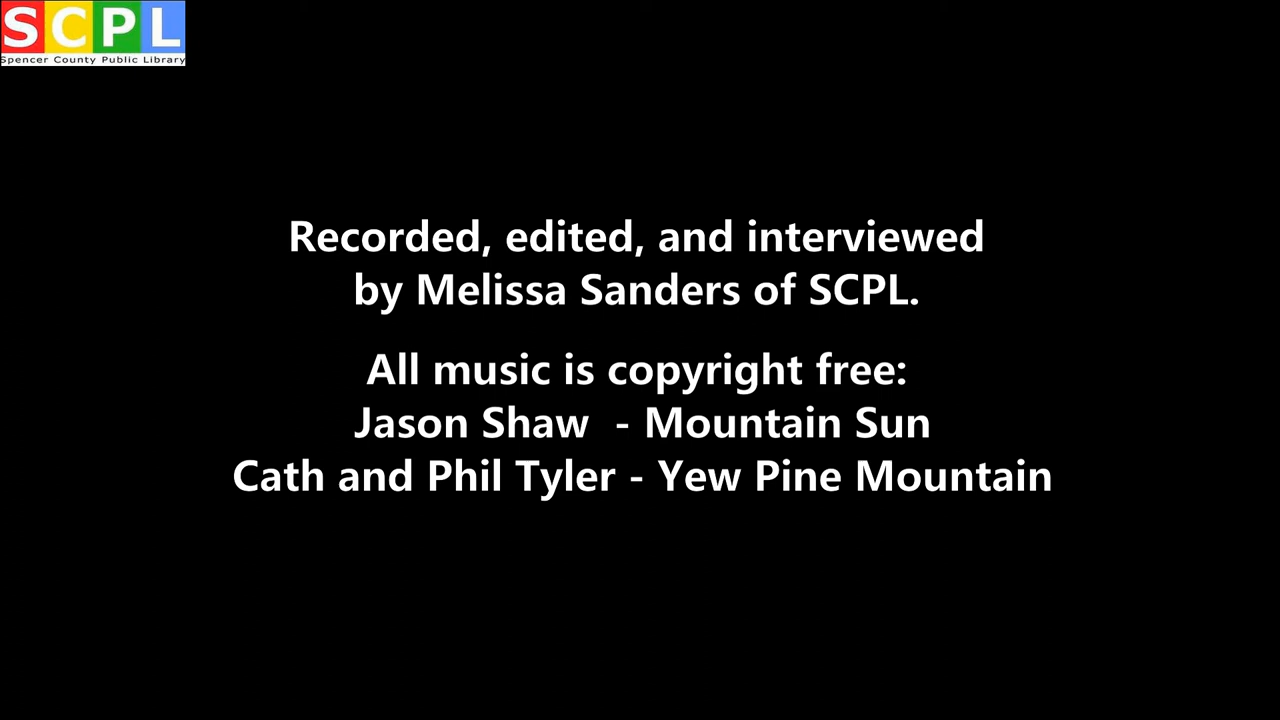 SCPL
Spencer County Public Library
Recorded, edited, and interviewed
by Melissa Sanders of SCPL.
All music is copyright free:
Jason Shaw  - Mountain Sun
Cath and Phil Tyler - Yew Pine Mountain